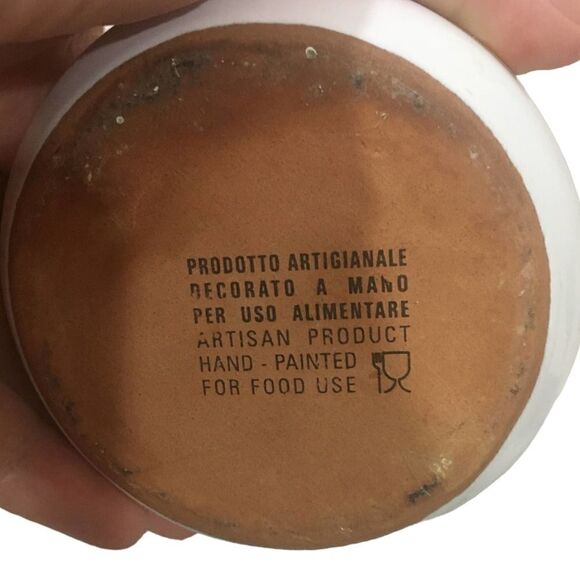 PRODOTTO ARTIGIANALE
DECORATO A MANO
PER USO ALIMENTARE
ARTISAN PRODUCT
HAND - PAINTED
FOR FOOD USE